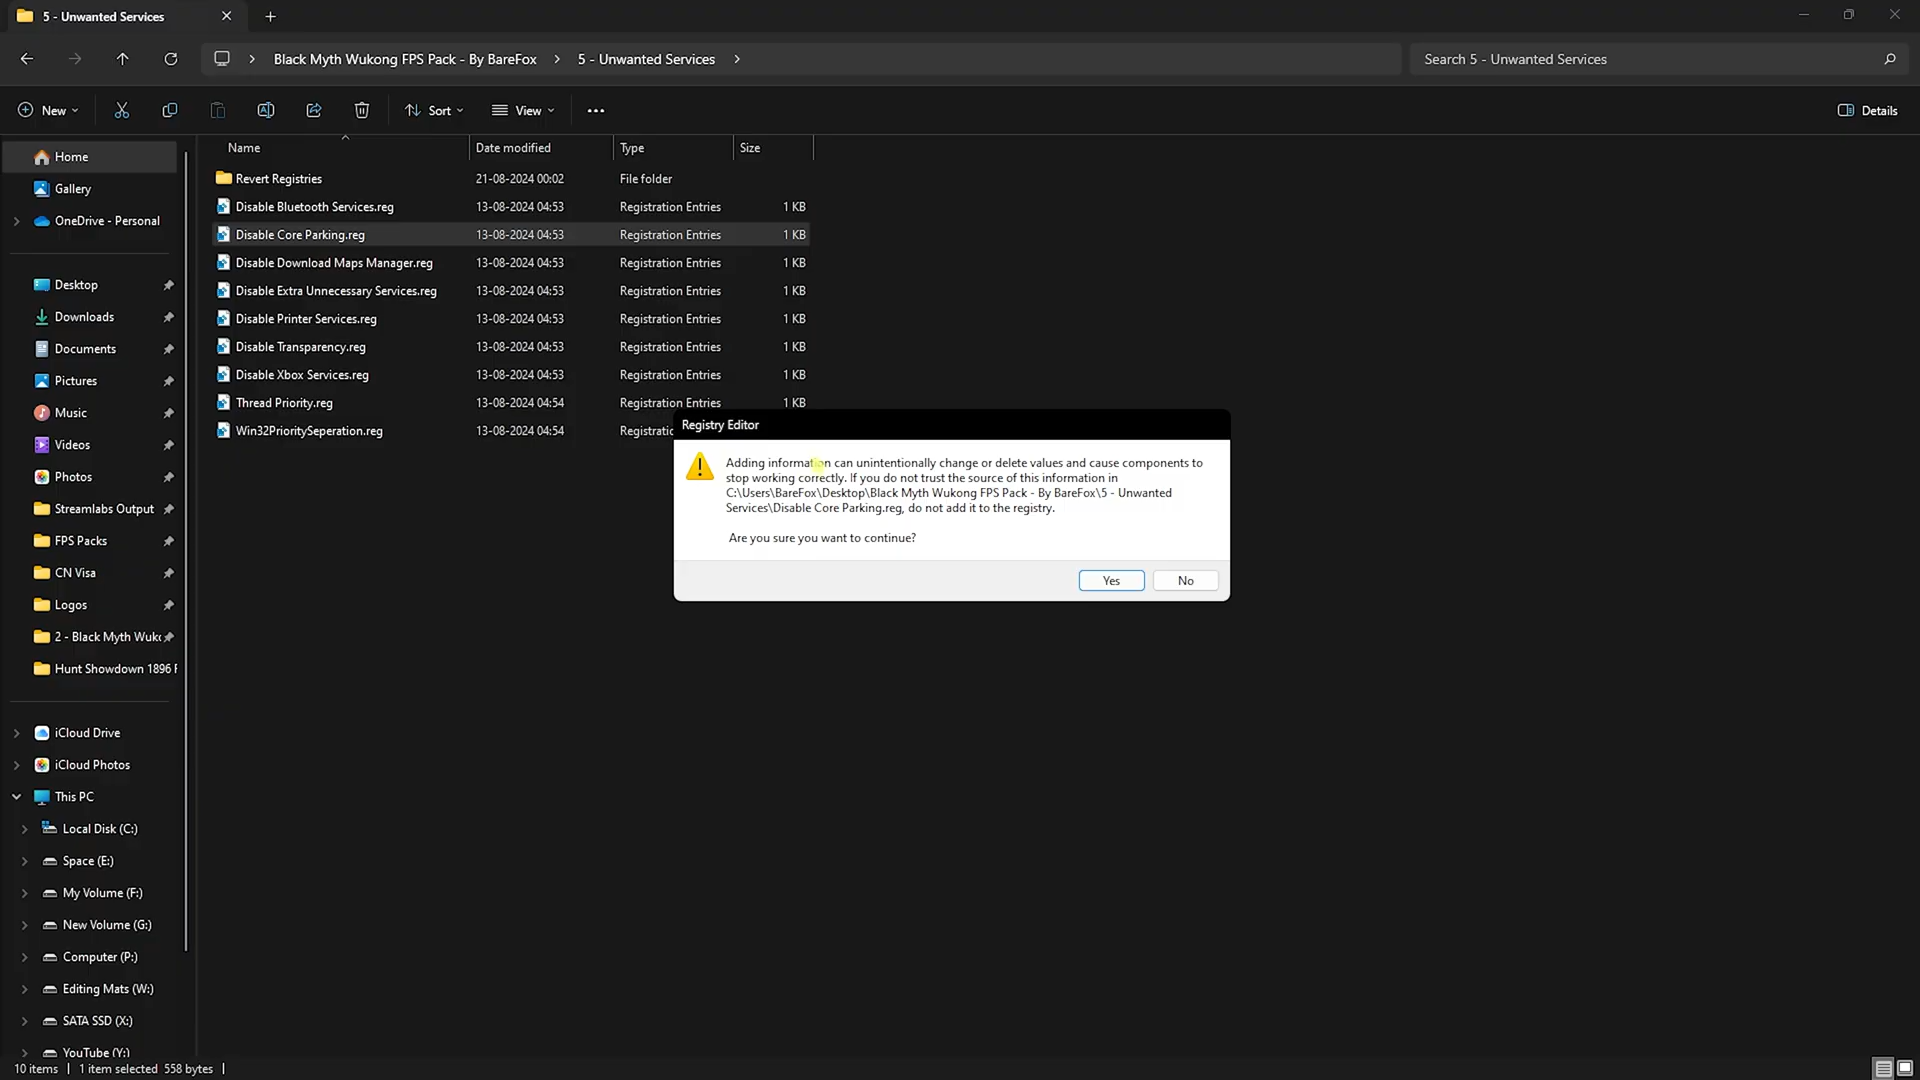 5 - Unwanted Services
Black Myth Wukong FPS Pack - By BareFox
5 - Unwanted Services
Search 5 - Unwanted Services
New
Sort
View
Details
Name
Date modified
Type
Size
Revert Registries 21-08-2024 00:02 File folder
Disable Bluetooth Services.reg 13-08-2024 04:53 Registration Entries 1 KB
Disable Core Parking.reg 13-08-2024 04:53 Registration Entries 1 KB
Disable Download Maps Manager.reg 13-08-2024 04:53 Registration Entries 1 KB
Disable Extra Unnecessary Services.reg 13-08-2024 04:53 Registration Entries 1 KB
Disable Printer Services.reg 13-08-2024 04:53 Registration Entries 1 KB
Disable Transparency.reg 13-08-2024 04:53 Registration Entries 1 KB
Disable Xbox Services.reg 13-08-2024 04:53 Registration Entries 1 KB
Thread Priority.reg 13-08-2024 04:54 Registration Entries 1 KB
Win32PrioritySeperation.reg 13-08-2024 04:54 Registratic
Home
Gallery
OneDrive - Personal
Desktop
Downloads
Documents
Pictures
Music
Videos
Photos
Streamlabs Output
FPS Packs
CN Visa
Logos
2 - Black Myth Wuk
Hunt Showdown 1896 F
iCloud Drive
iCloud Photos
This PC
Local Disk (C:)
Space (E:)
My Volume (F:)
New Volume (G:)
Computer (P:)
Editing Mats (W:)
SATA SSD (X:)
YouTube (Y:)
Registry Editor
Adding information can unintentionally change or delete values and cause components to
stop working correctly. If you do not trust the source of this information in
C:\Users\BareFox\Desktop\Black Myth Wukong FPS Pack - By BareFox\5 - Unwanted
Services\Disable Core Parking.reg, do not add it to the registry.
Are you sure you want to continue?
Yes
No
10 items
1 item selected 558 bytes